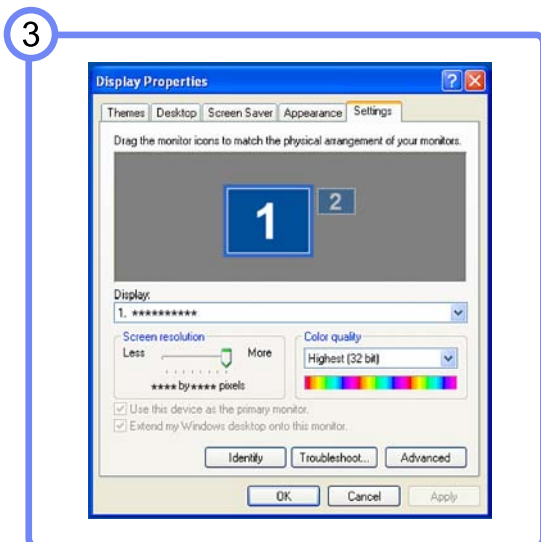 3
Display Properties
Themes Desktop Screen Saver Appearance Settings
Drag the monitor icons to match the physical arrangement of your monitors.
1 2
Display:
1. **********
Screen resolution Color quality
Less More Highest (32 bit)
**** by **** pixels
Use this device as the primary monitor.
Extend my Windows desktop onto this monitor.
Identify Troubleshoot... Advanced
OK Cancel Apply